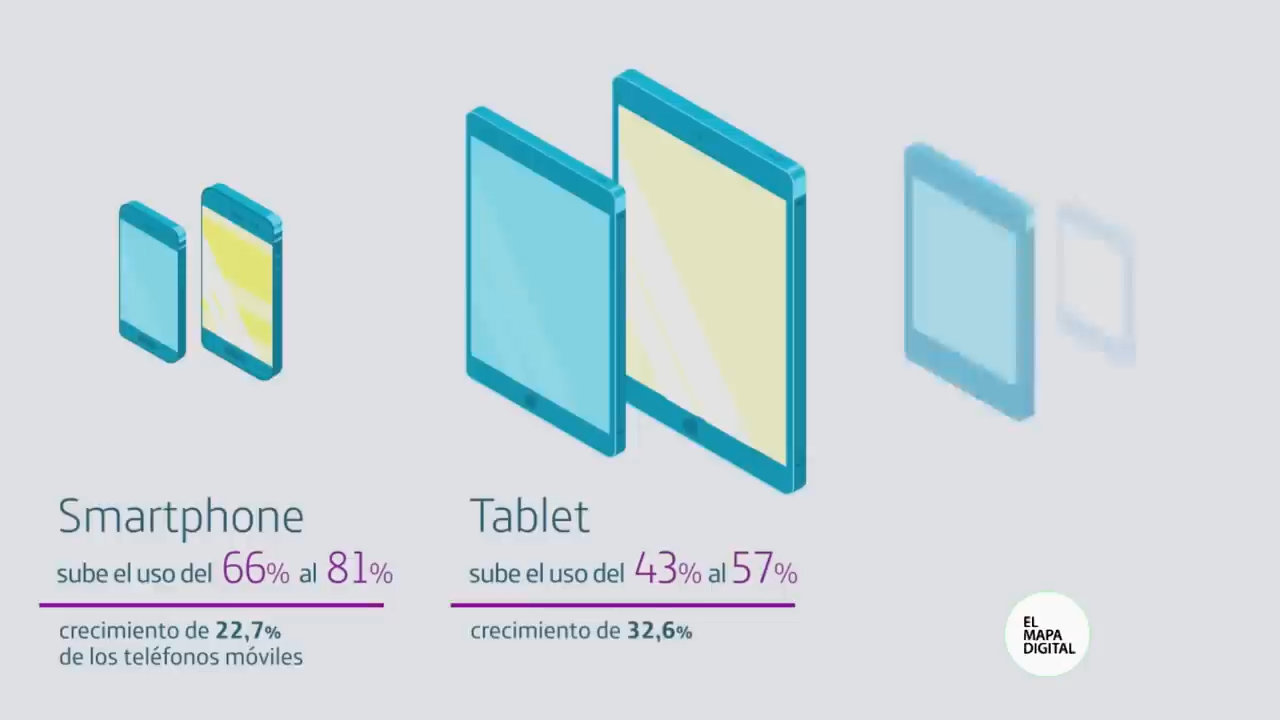 Smartphone
sube el uso del 66% al 81%
crecimiento de 22,7%
de los teléfonos móviles
Tablet
sube el uso del 43% al 57%
crecimiento de 32,6%
EL
MAPA
DIGITAL